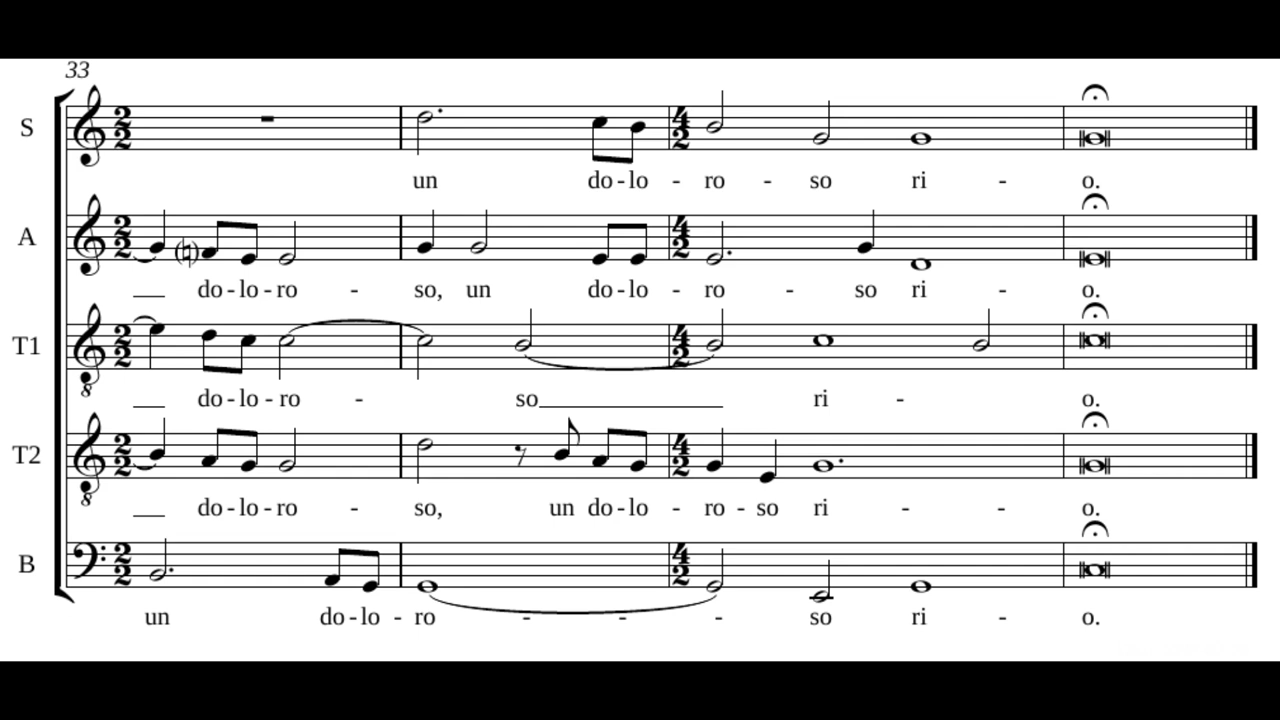 33
S
un do - lo - ro - so ri - o.
A
do - lo - ro - so, un do - lo - ro - so ri - o.
T1
do - lo - ro - so ri - o.
T2
do - lo - ro - so, un do - lo - ro - so ri - o.
B
un do - lo - ro - - - so ri - o.